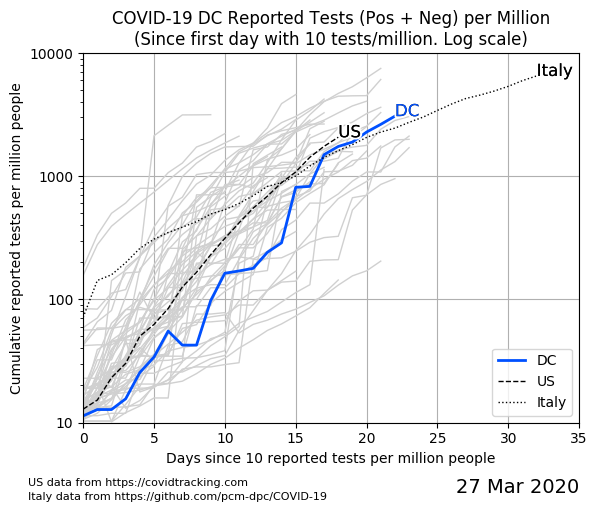 COVID-19 DC Reported Tests (Pos + Neg) per Million
(Since first day with 10 tests/million. Log scale)
Cumulative reported tests per million people
10000
1000
100
10
Italy
DC
US
DC
US
Italy
0 5 10 15 20 25 30 35
Days since 10 reported tests per million people
US data from https://covidtracking.com
Italy data from https://github.com/pcm-dpc/COVID-19
27 Mar 2020